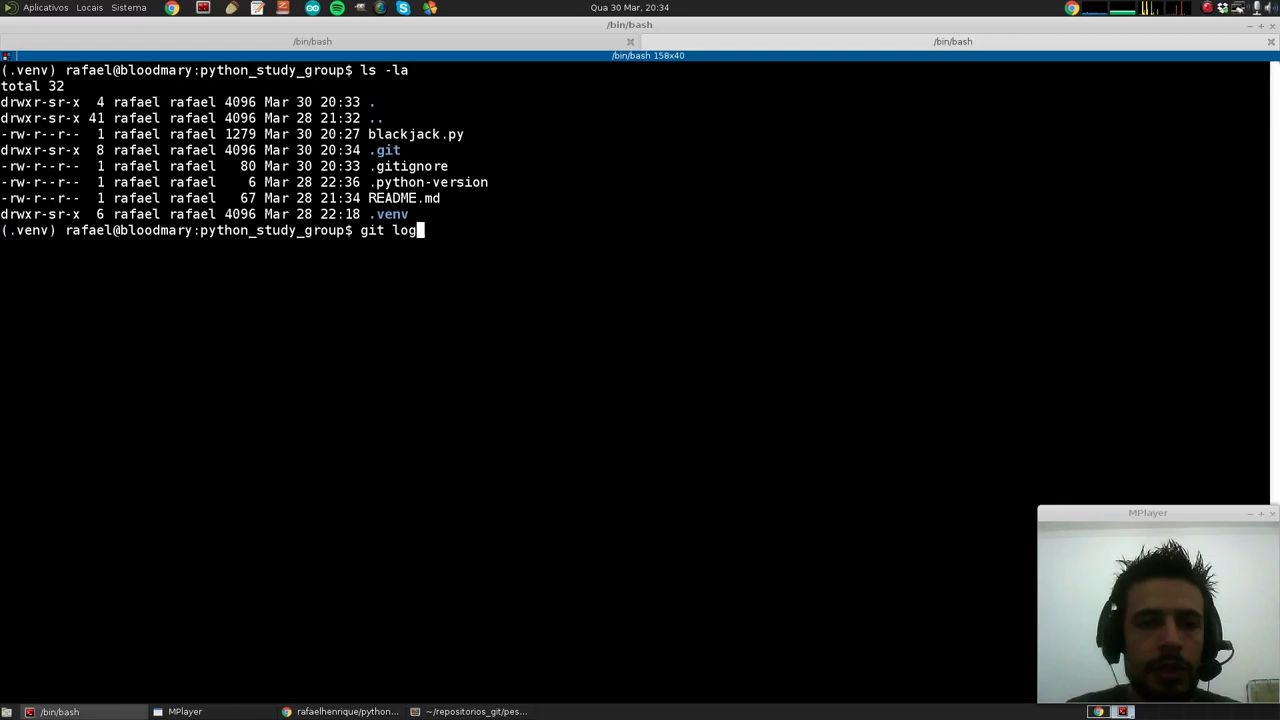 Aplicativos Locais Sistema
Qua 30 Mar, 20:34
/bin/bash
/bin/bash
/bin/bash
/bin/bash 158x40
(.venv) rafael@bloodmary:python_study_group$ ls -la
total 32
drwxr-sr-x  4 rafael rafael 4096 Mar 30 20:33 .
drwxr-sr-x 41 rafael rafael 4096 Mar 28 21:32 ..
-rw-r--r--  1 rafael rafael 1279 Mar 30 20:27 blackjack.py
drwxr-sr-x  8 rafael rafael 4096 Mar 30 20:34 .git
-rw-r--r--  1 rafael rafael   80 Mar 30 20:33 .gitignore
-rw-r--r--  1 rafael rafael    6 Mar 28 22:36 .python-version
-rw-r--r--  1 rafael rafael   67 Mar 28 21:34 README.md
drwxr-sr-x  6 rafael rafael 4096 Mar 28 22:18 .venv
(.venv) rafael@bloodmary:python_study_group$ git log
MPlayer
/bin/bash
MPlayer
rafaelhenrique/python...
~/repositorios_git/pes...